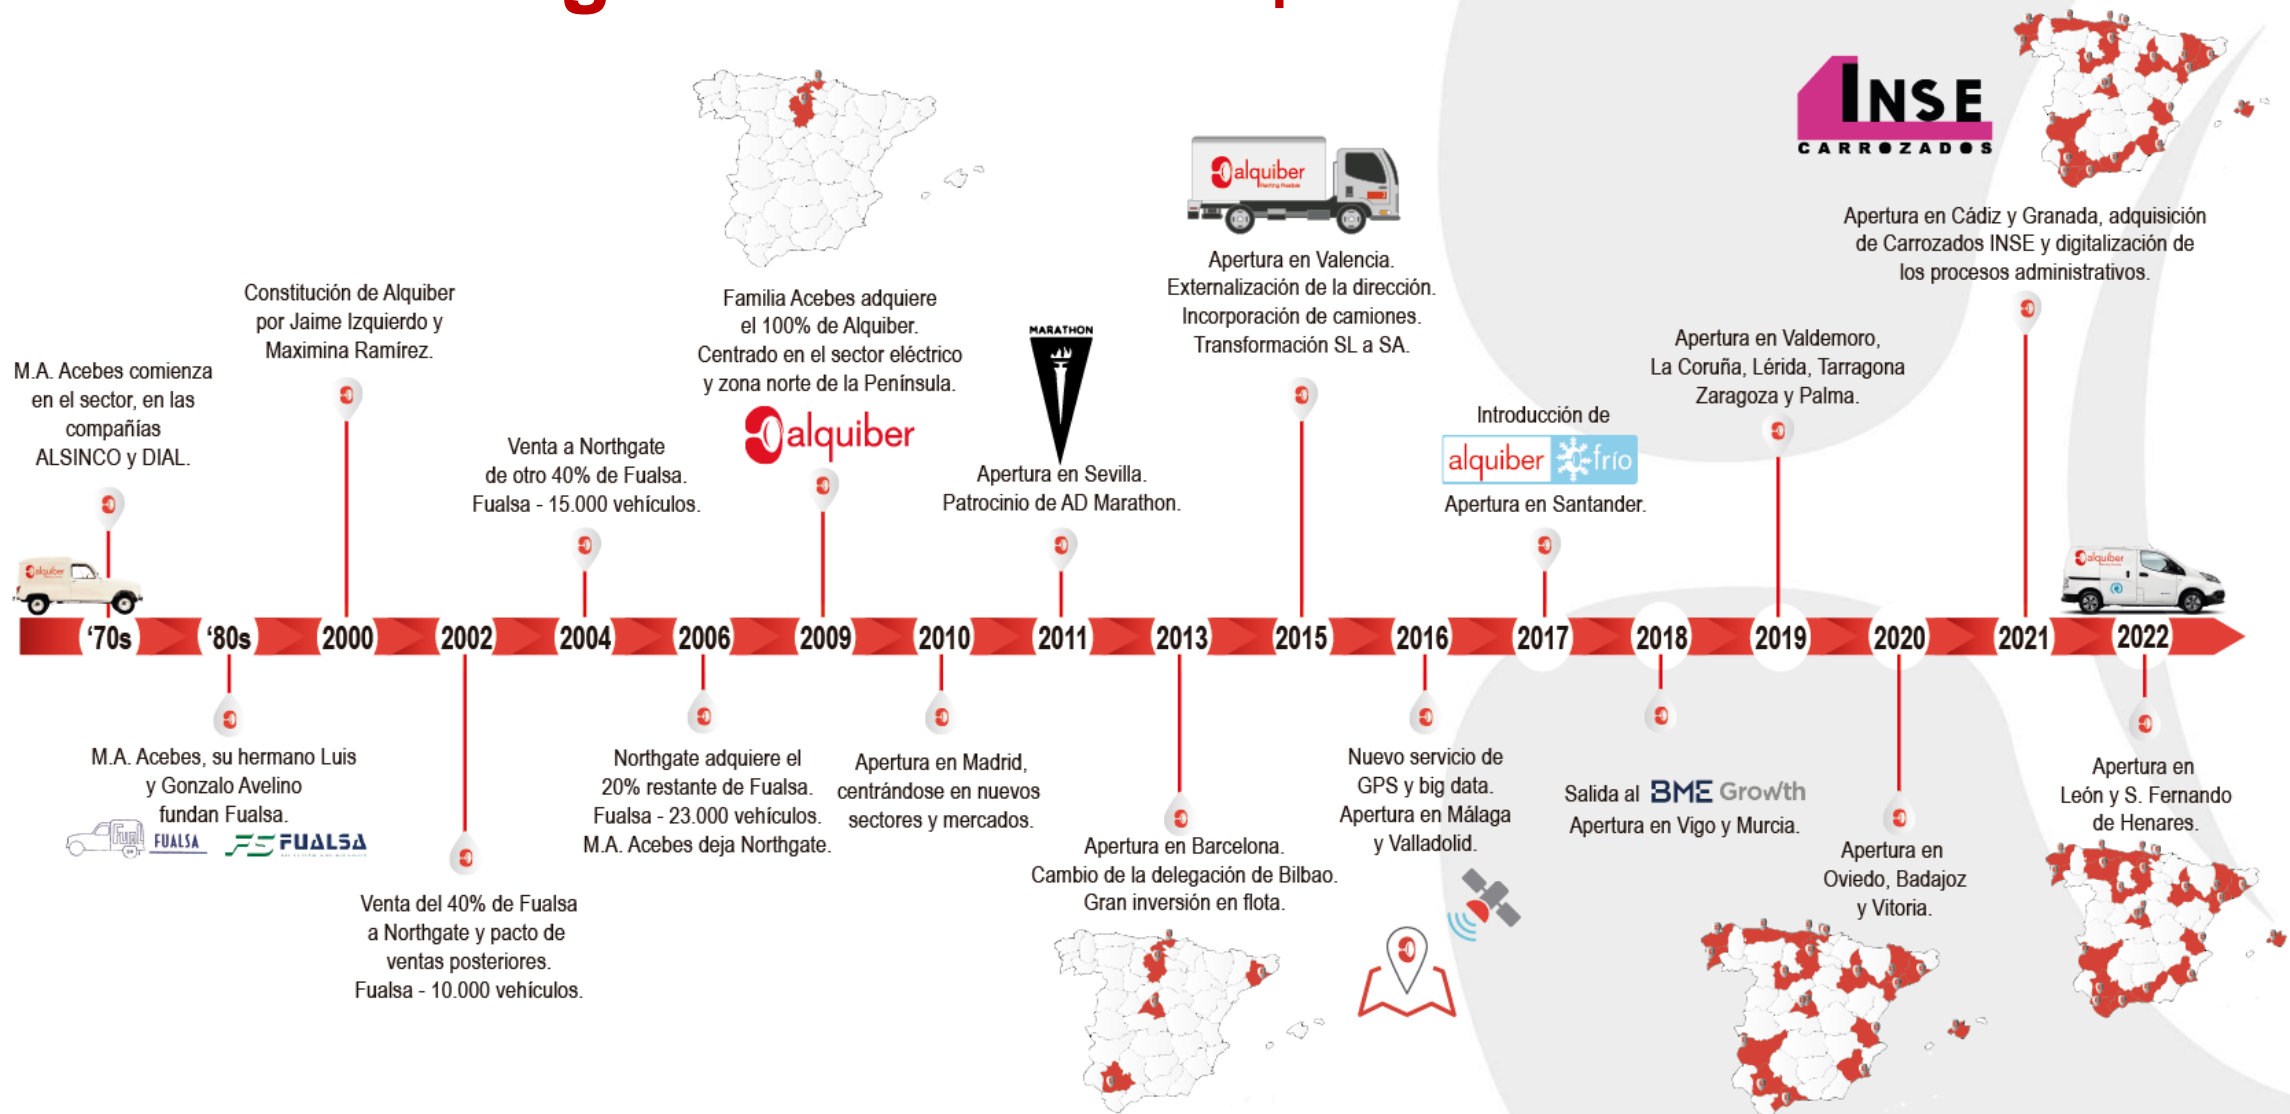 INSE
CARROZADOS
alquiber
Renting flexible
Apertura en Cádiz y Granada, adquisición
de Carrozados INSE y digitalización de
los procesos administrativos.
Apertura en Valencia.
Externalización de la dirección.
Incorporación de camiones.
Transformación SL a SA.
Constitución de Alquiber
por Jaime Izquierdo y
Maximina Ramírez.
Familia Acebes adquiere
el 100% de Alquiber.
Centrado en el sector eléctrico
y zona norte de la Península.
alquiber
MARATHON
Apertura en Valdemoro,
La Coruña, Lérida, Tarragona
Zaragoza y Palma.
M.A. Acebes comienza
en el sector, en las
compañías
ALSINCO y DIAL.
Introducción de
alquiber frío
Apertura en Santander.
Venta a Northgate
de otro 40% de Fualsa.
Fualsa - 15.000 vehículos.
Apertura en Sevilla.
Patrocinio de AD Marathon.
alquiber
alquiber
‘70s ‘80s 2000 2002 2004 2006 2009 2010 2011 2013 2015 2016 2017 2018 2019 2020 2021 2022
M.A. Acebes, su hermano Luis
y Gonzalo Avelino
fundan Fualsa.
FUALSA
FS FUALSA
Northgate adquiere el
20% restante de Fualsa.
Fualsa - 23.000 vehículos.
M.A. Acebes deja Northgate.
Apertura en Madrid,
centrándose en nuevos
sectores y mercados.
Nuevo servicio de
GPS y big data.
Apertura en Málaga
y Valladolid.
Salida al BME Growth
Apertura en Vigo y Murcia.
Apertura en
León y S. Fernando
de Henares.
Apertura en Barcelona.
Cambio de la delegación de Bilbao.
Gran inversión en flota.
Apertura en
Oviedo, Badajoz
y Vitoria.
Venta del 40% de Fualsa
a Northgate y pacto de
ventas posteriores.
Fualsa - 10.000 vehículos.